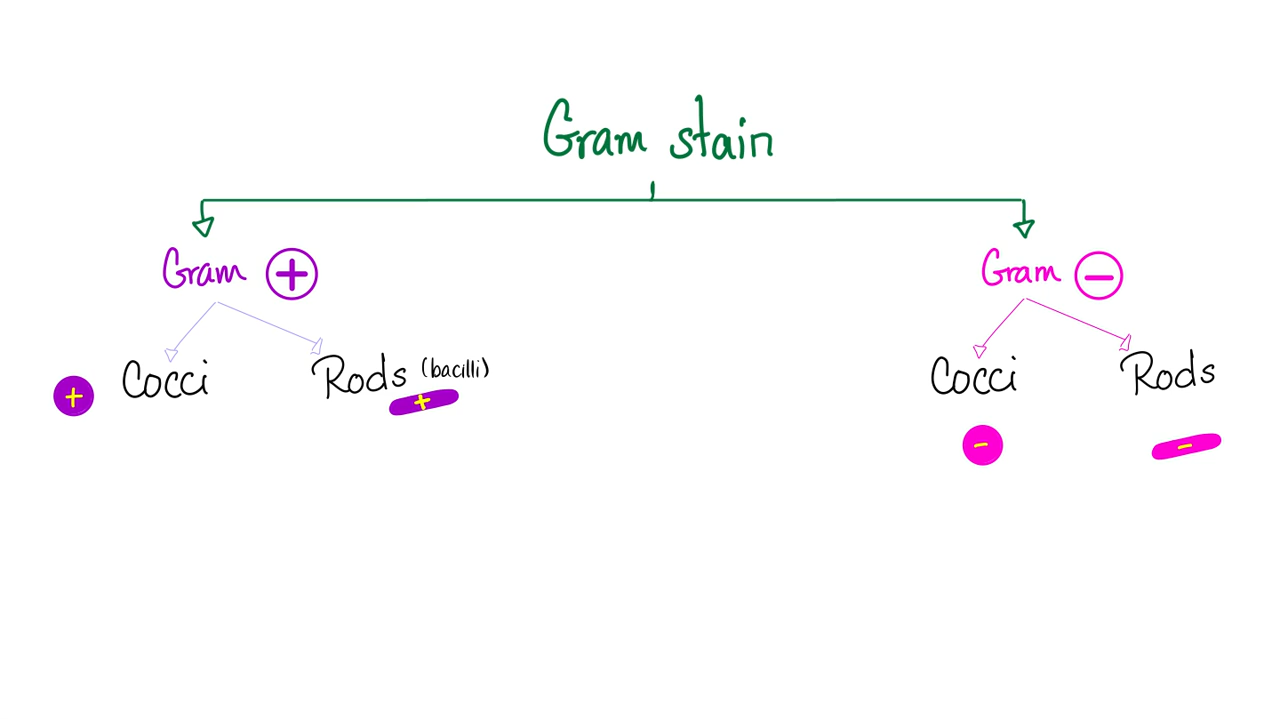 Gram stain
Gram +
Gram -
Cocci
Rods (bacilli)
Cocci
Rods
+
+
-
-